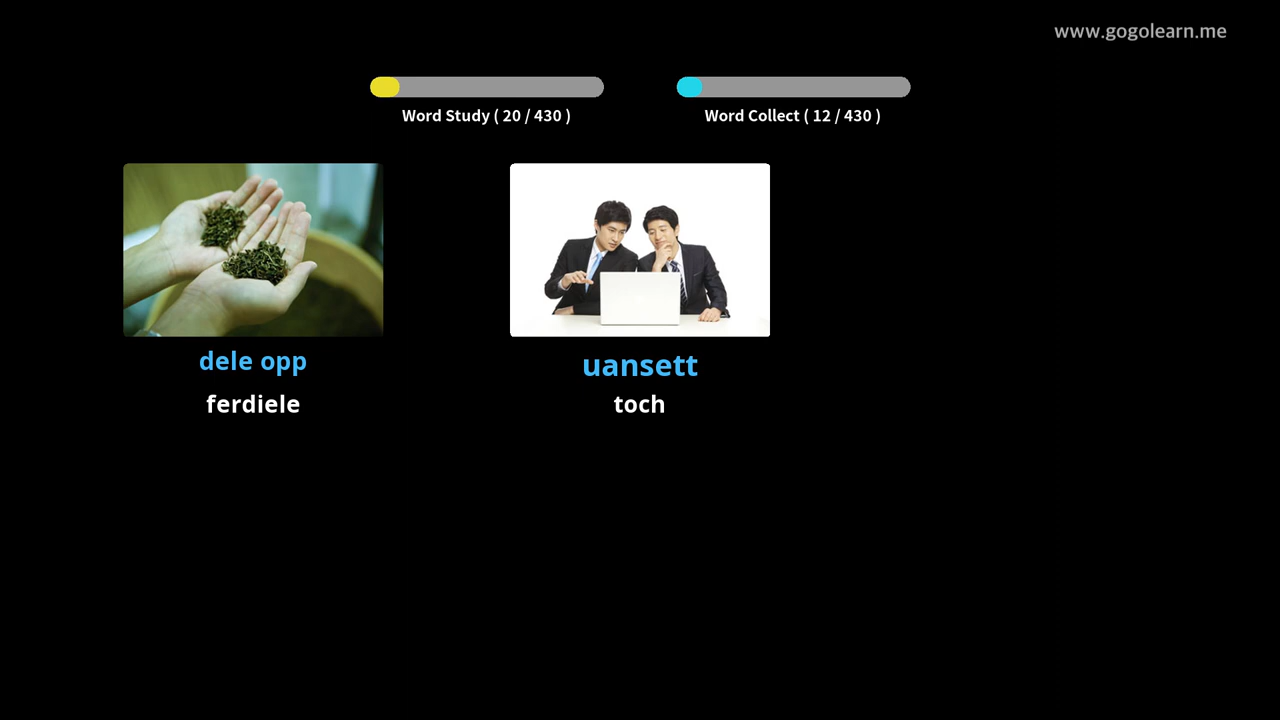 www.gogolearn.me
Word Study ( 20 / 430 )
Word Collect ( 12 / 430 )
dele opp
ferdiele
uansett
toch